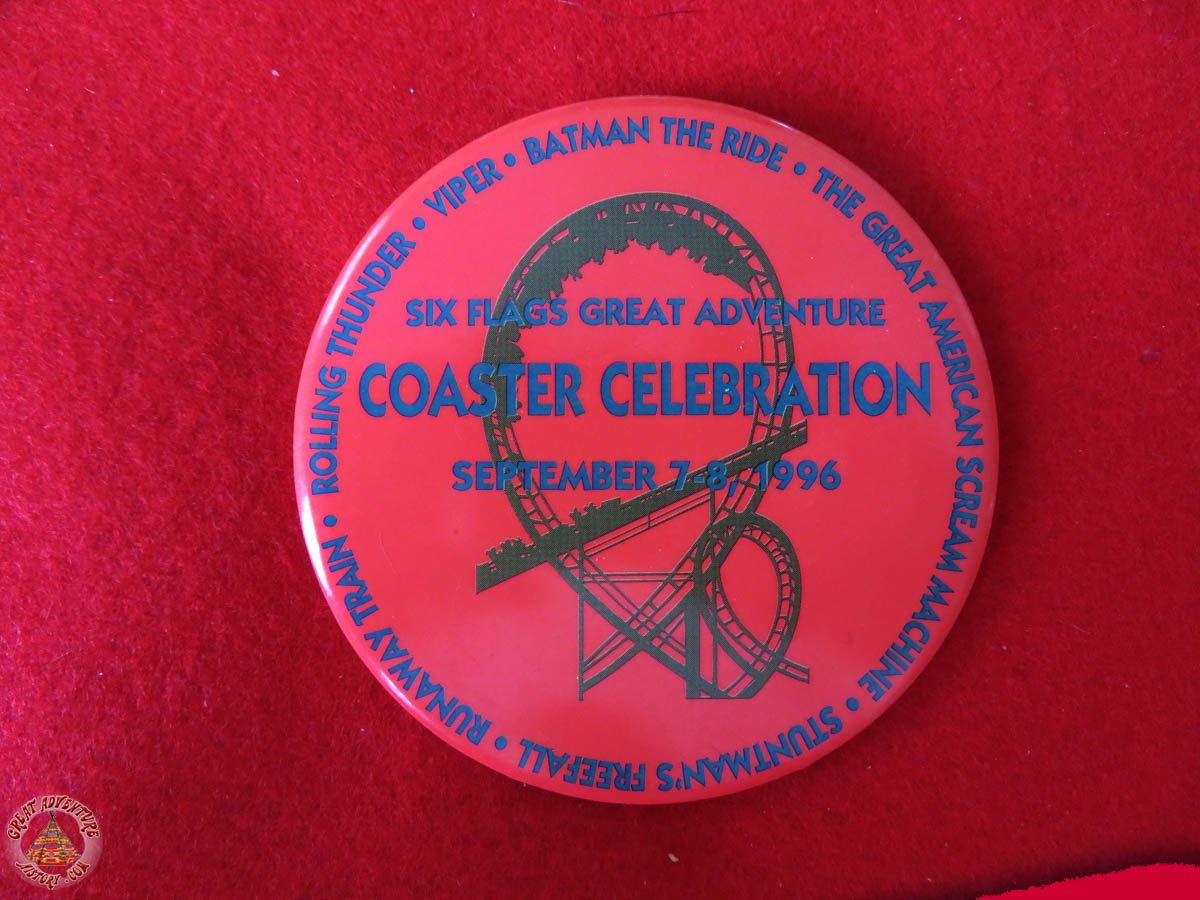 RUNAWAY TRAIN • ROLLING THUNDER • VIPER • BATMAN THE RIDE • THE GREAT AMERICAN SCREAM MACHINE • STUNTMAN'S FREEFALL •
SIX FLAGS GREAT ADVENTURE
COASTER CELEBRATION
SEPTEMBER 7-8, 1996
GREAT ADVENTURE
HISTORY.COM